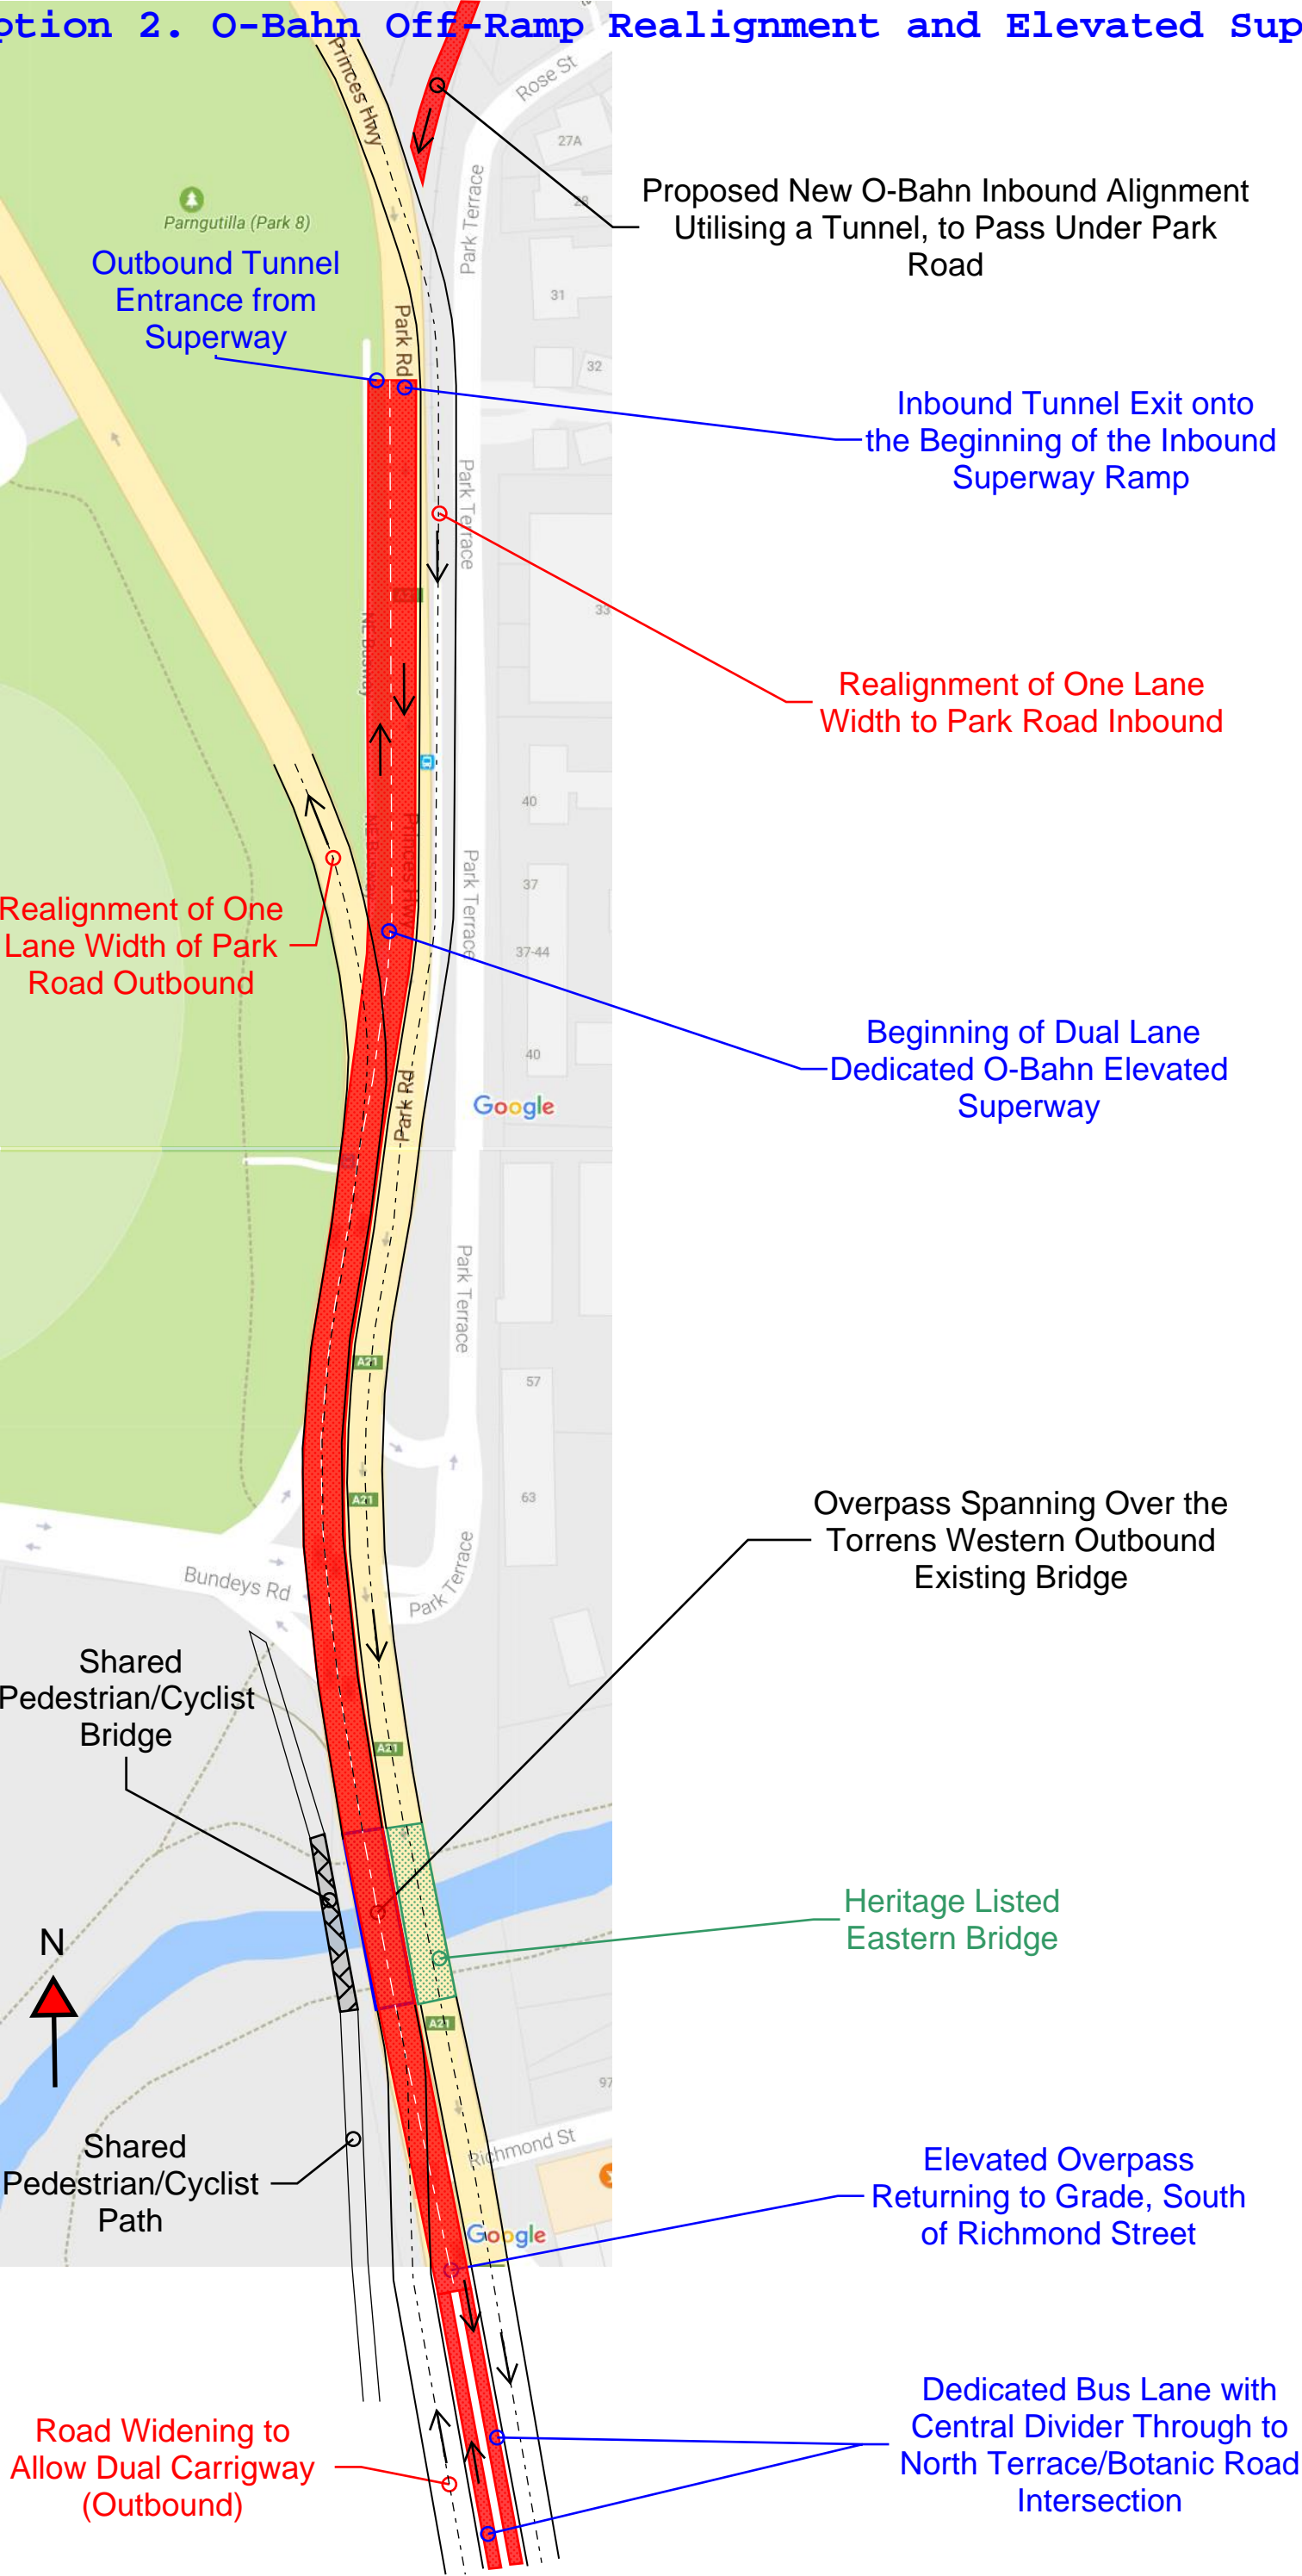 ption 2. O-Bahn Off-Ramp Realignment and Elevated Sup
Princes Hwy
Rose St
27A
28
Parngutilla (Park 8)
Park Terrace
Proposed New O-Bahn Inbound Alignment
Utilising a Tunnel, to Pass Under Park
Road
Outbound Tunnel
Entrance from
Superway
31
Park Rd
32
Inbound Tunnel Exit onto
the Beginning of the Inbound
Superway Ramp
Park Terrace
A21
33
NE Busway
Realignment of One Lane
Width to Park Road Inbound
40
Princes Hwy
Park Terrace
37
37-44
Realignment of One
Lane Width of Park
Road Outbound
Beginning of Dual Lane
Dedicated O-Bahn Elevated
Superway
40
Park Rd
Google
Park Terrace
A21
57
A21
63
Overpass Spanning Over the
Torrens Western Outbound
Existing Bridge
Bundeys Rd
Park Terrace
Shared
Pedestrian/Cyclist
Bridge
A21
Heritage Listed
Eastern Bridge
N
A21
97
Richmond St
Shared
Pedestrian/Cyclist
Path
Elevated Overpass
Returning to Grade, South
of Richmond Street
Google
Dedicated Bus Lane with
Central Divider Through to
North Terrace/Botanic Road
Intersection
Road Widening to
Allow Dual Carrigway
(Outbound)